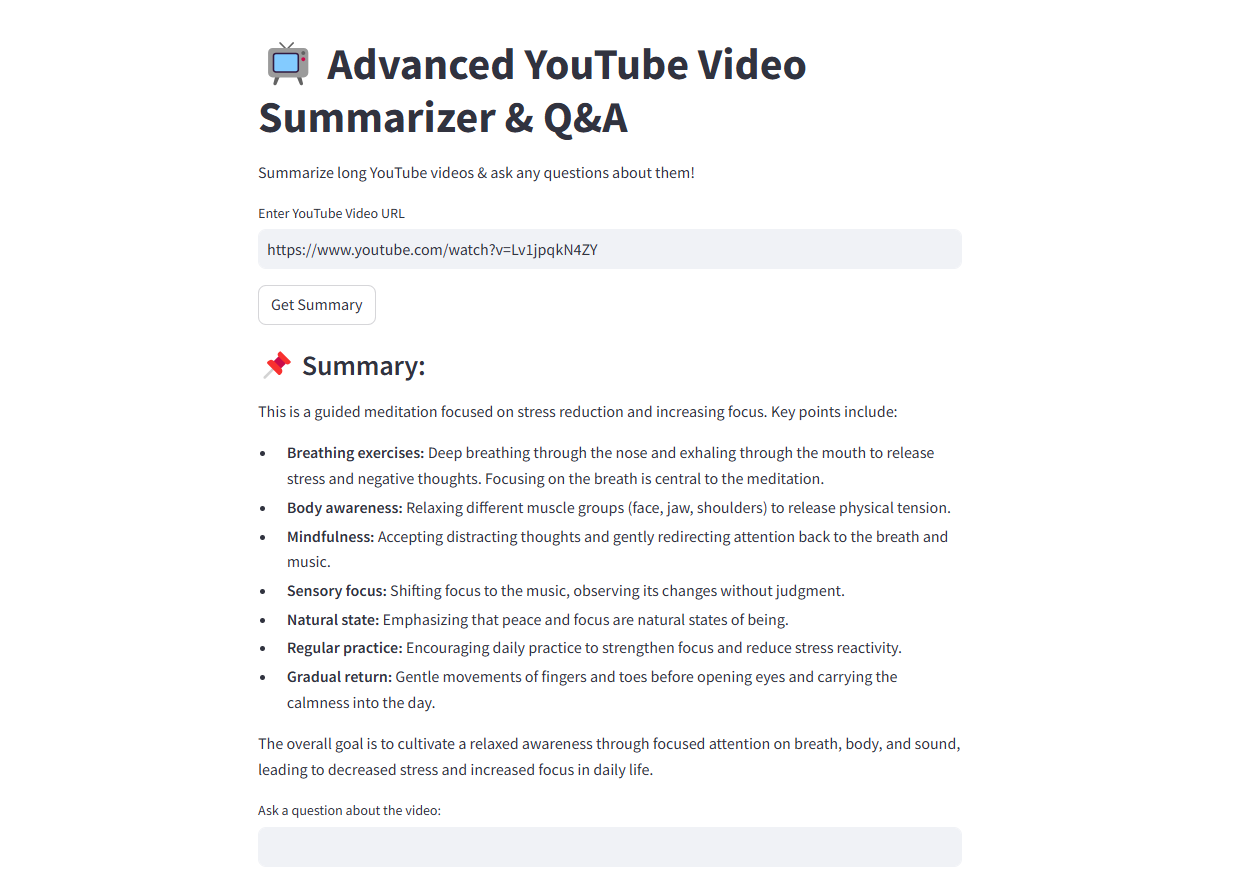 📺 Advanced YouTube Video
Summarizer & Q&A
Summarize long YouTube videos & ask any questions about them!
Enter YouTube Video URL
https://www.youtube.com/watch?v=Lv1jpqkN4ZY
Get Summary
📌 Summary:
This is a guided meditation focused on stress reduction and increasing focus. Key points include:
• Breathing exercises: Deep breathing through the nose and exhaling through the mouth to release
stress and negative thoughts. Focusing on the breath is central to the meditation.
• Body awareness: Relaxing different muscle groups (face, jaw, shoulders) to release physical tension.
• Mindfulness: Accepting distracting thoughts and gently redirecting attention back to the breath and
music.
• Sensory focus: Shifting focus to the music, observing its changes without judgment.
• Natural state: Emphasizing that peace and focus are natural states of being.
• Regular practice: Encouraging daily practice to strengthen focus and reduce stress reactivity.
• Gradual return: Gentle movements of fingers and toes before opening eyes and carrying the
calmness into the day.
The overall goal is to cultivate a relaxed awareness through focused attention on breath, body, and sound,
leading to decreased stress and increased focus in daily life.
Ask a question about the video: